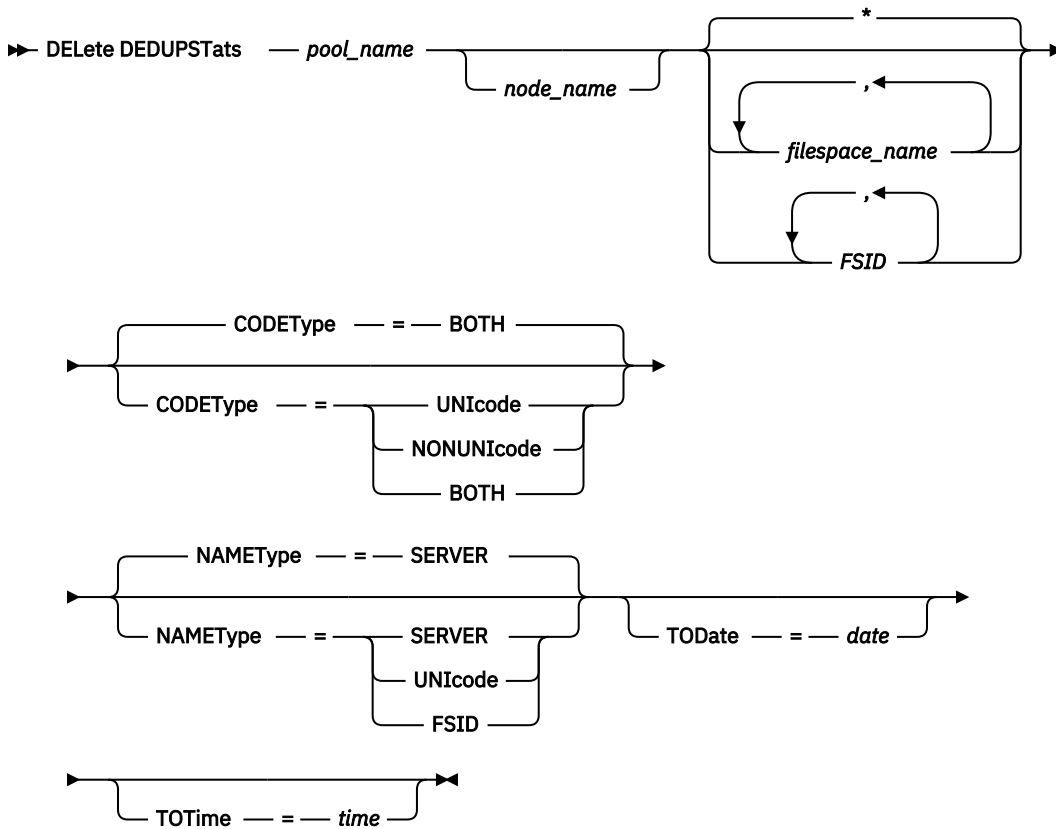 *
DELete DEDUPSTats pool_name
node_name
,
filespace_name
,
FSID
CODEType = BOTH
CODEType = UNIcode
NONUNIcode
BOTH
NAMEType = SERVER
NAMEType = SERVER
UNIcode
FSID
TODate = date
TOTime = time